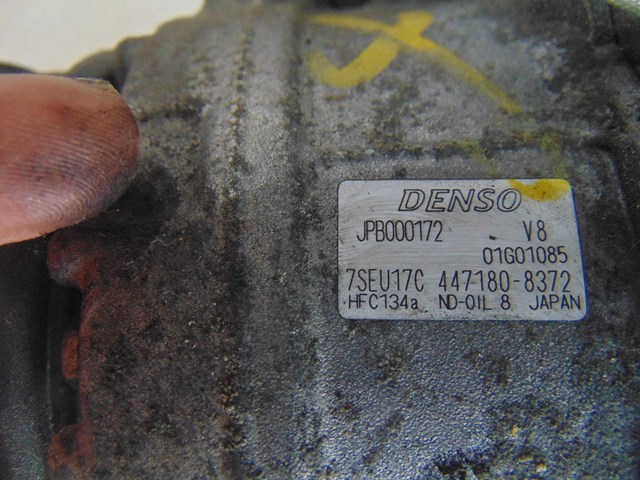 DENSO
JPB000172 V8
01G01085
7SEU17C 447180-8372
HFC134a ND-OIL 8 JAPAN